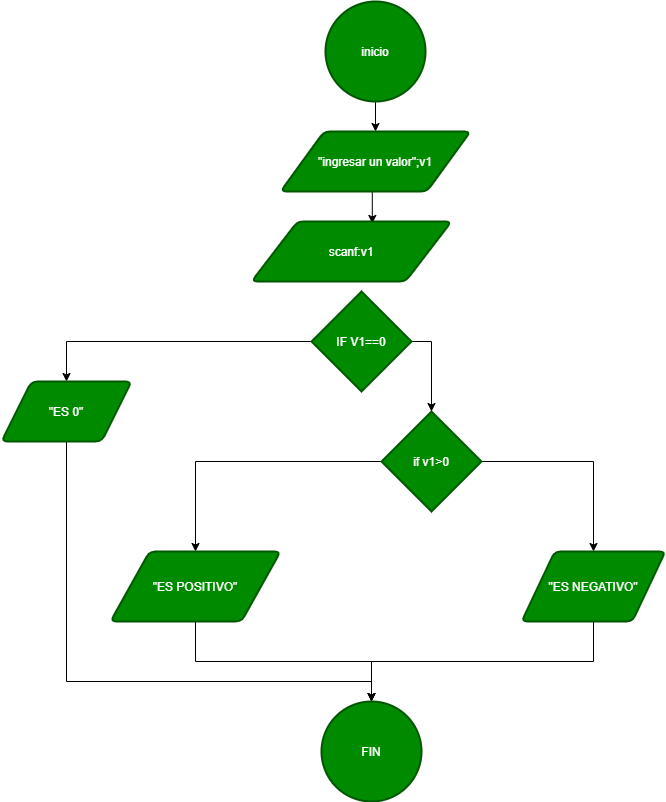 inicio
"ingresar un valor";v1
scanf:v1
IF V1==0
"ES 0"
if v1>0
"ES POSITIVO"
"ES NEGATIVO"
FIN